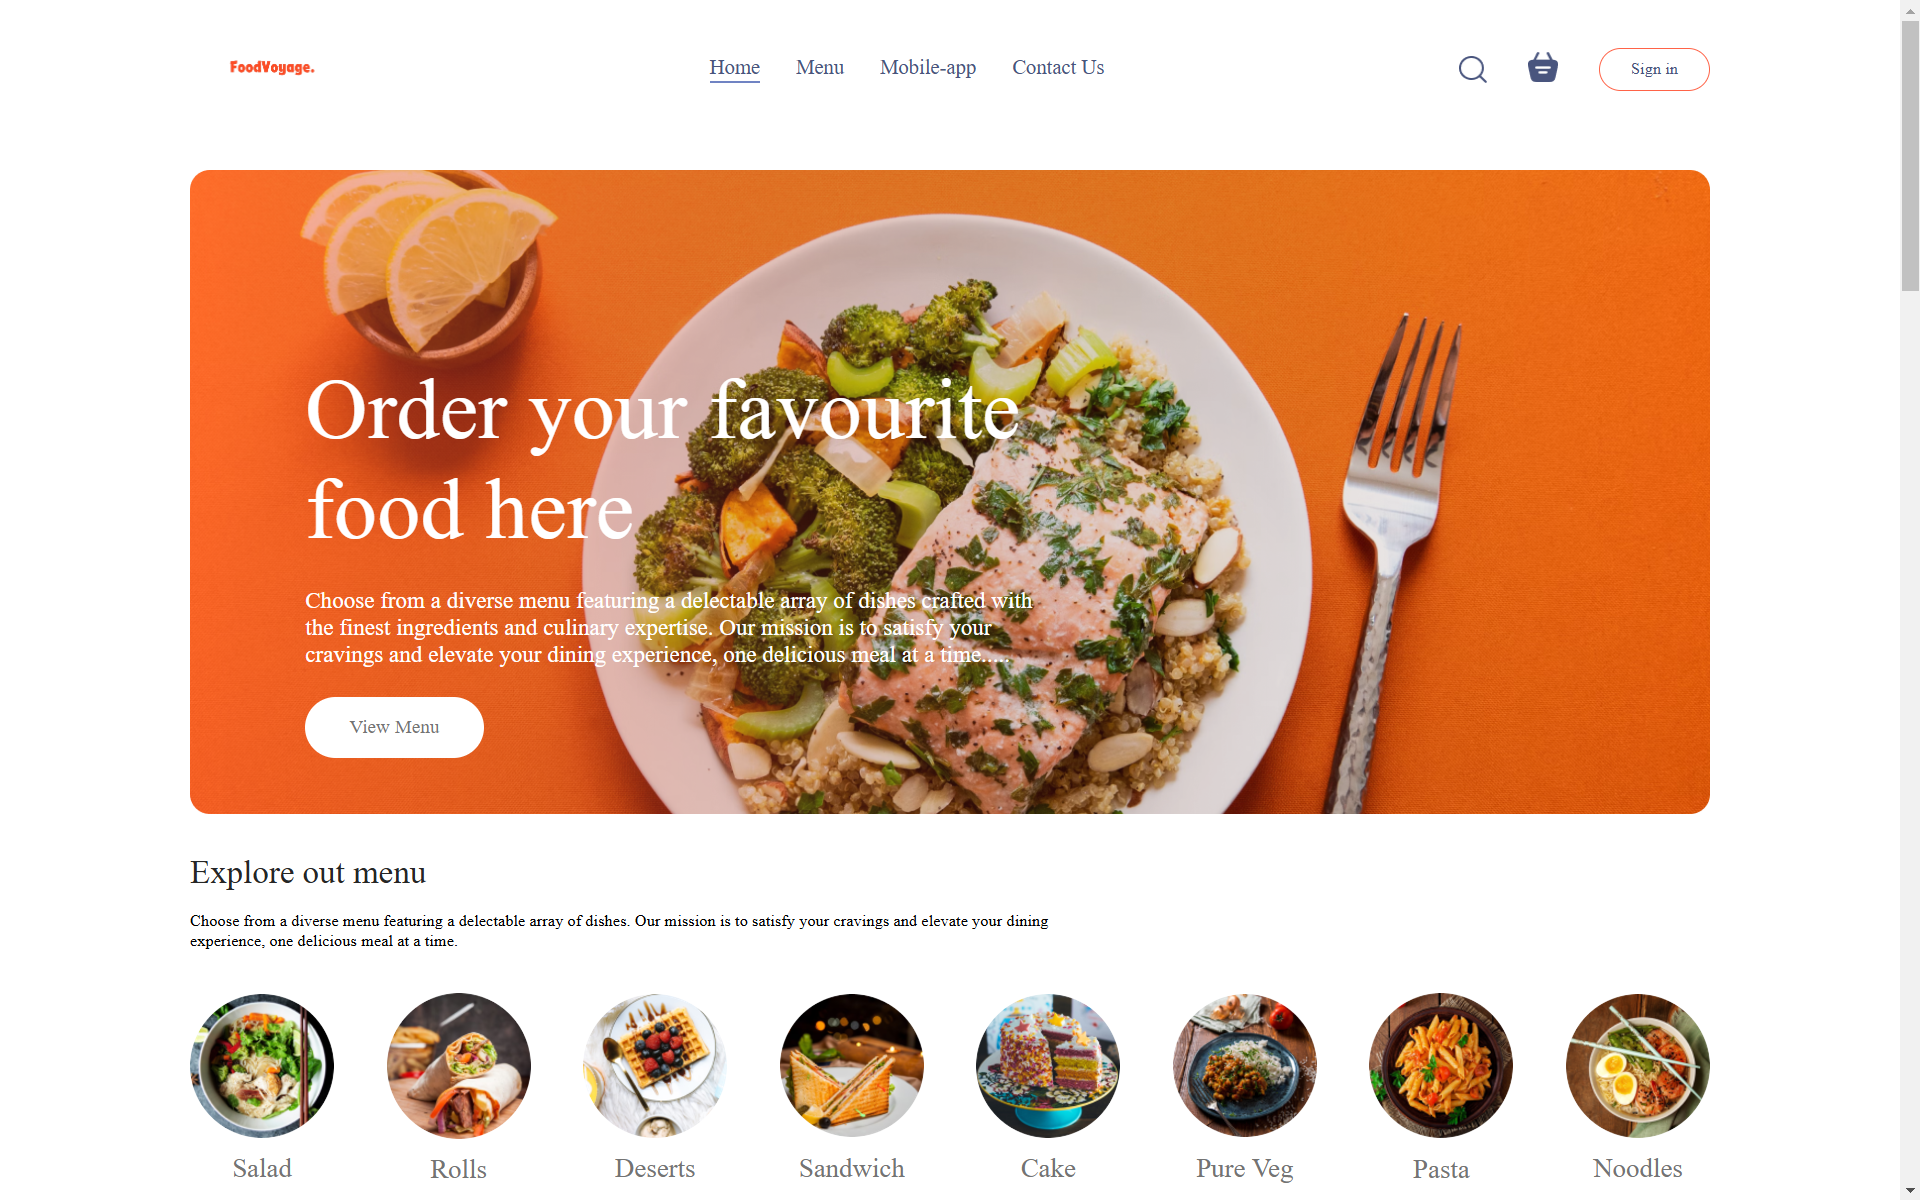 FoodVoyage.
Home Menu Mobile-app Contact Us
Sign in
Order your favourite
food here
Choose from a diverse menu featuring a delectable array of dishes crafted with
the finest ingredients and culinary expertise. Our mission is to satisfy your
cravings and elevate your dining experience, one delicious meal at a time.....
View Menu
Explore out menu
Choose from a diverse menu featuring a delectable array of dishes. Our mission is to satisfy your cravings and elevate your dining
experience, one delicious meal at a time.
Salad Rolls Deserts Sandwich Cake Pure Veg Pasta Noodles